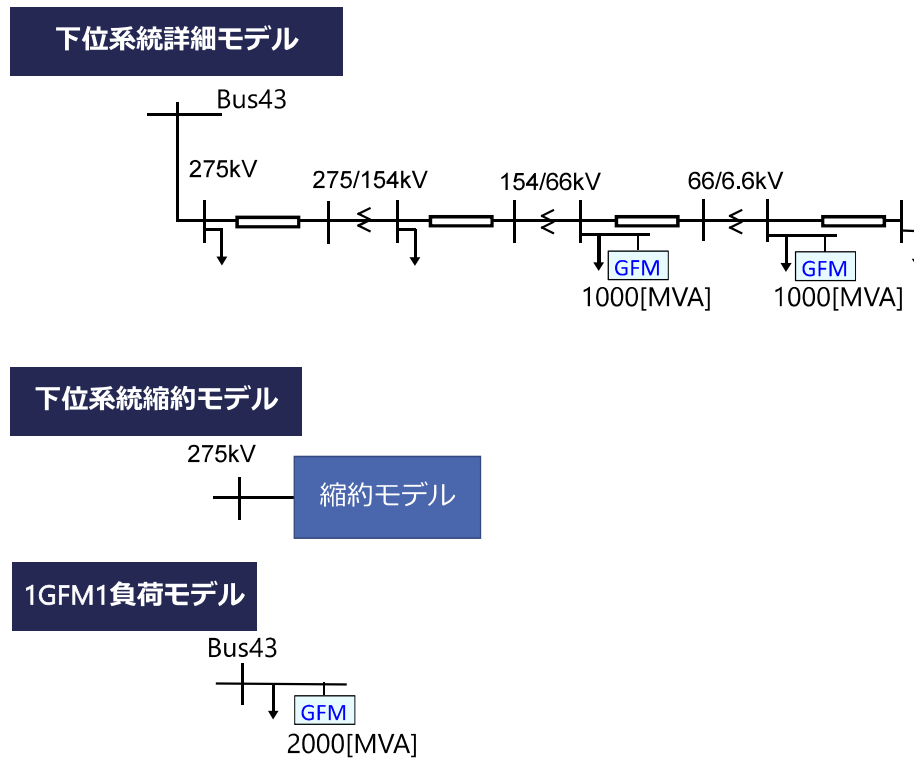 下位系統詳細モデル
Bus43
275kV
275/154kV
154/66kV
66/6.6kV
GFM
GFM
1000[MVA]
1000[MVA]
下位系統縮約モデル
275kV
縮約モデル
1GFM1負荷モデル
Bus43
GFM
2000[MVA]